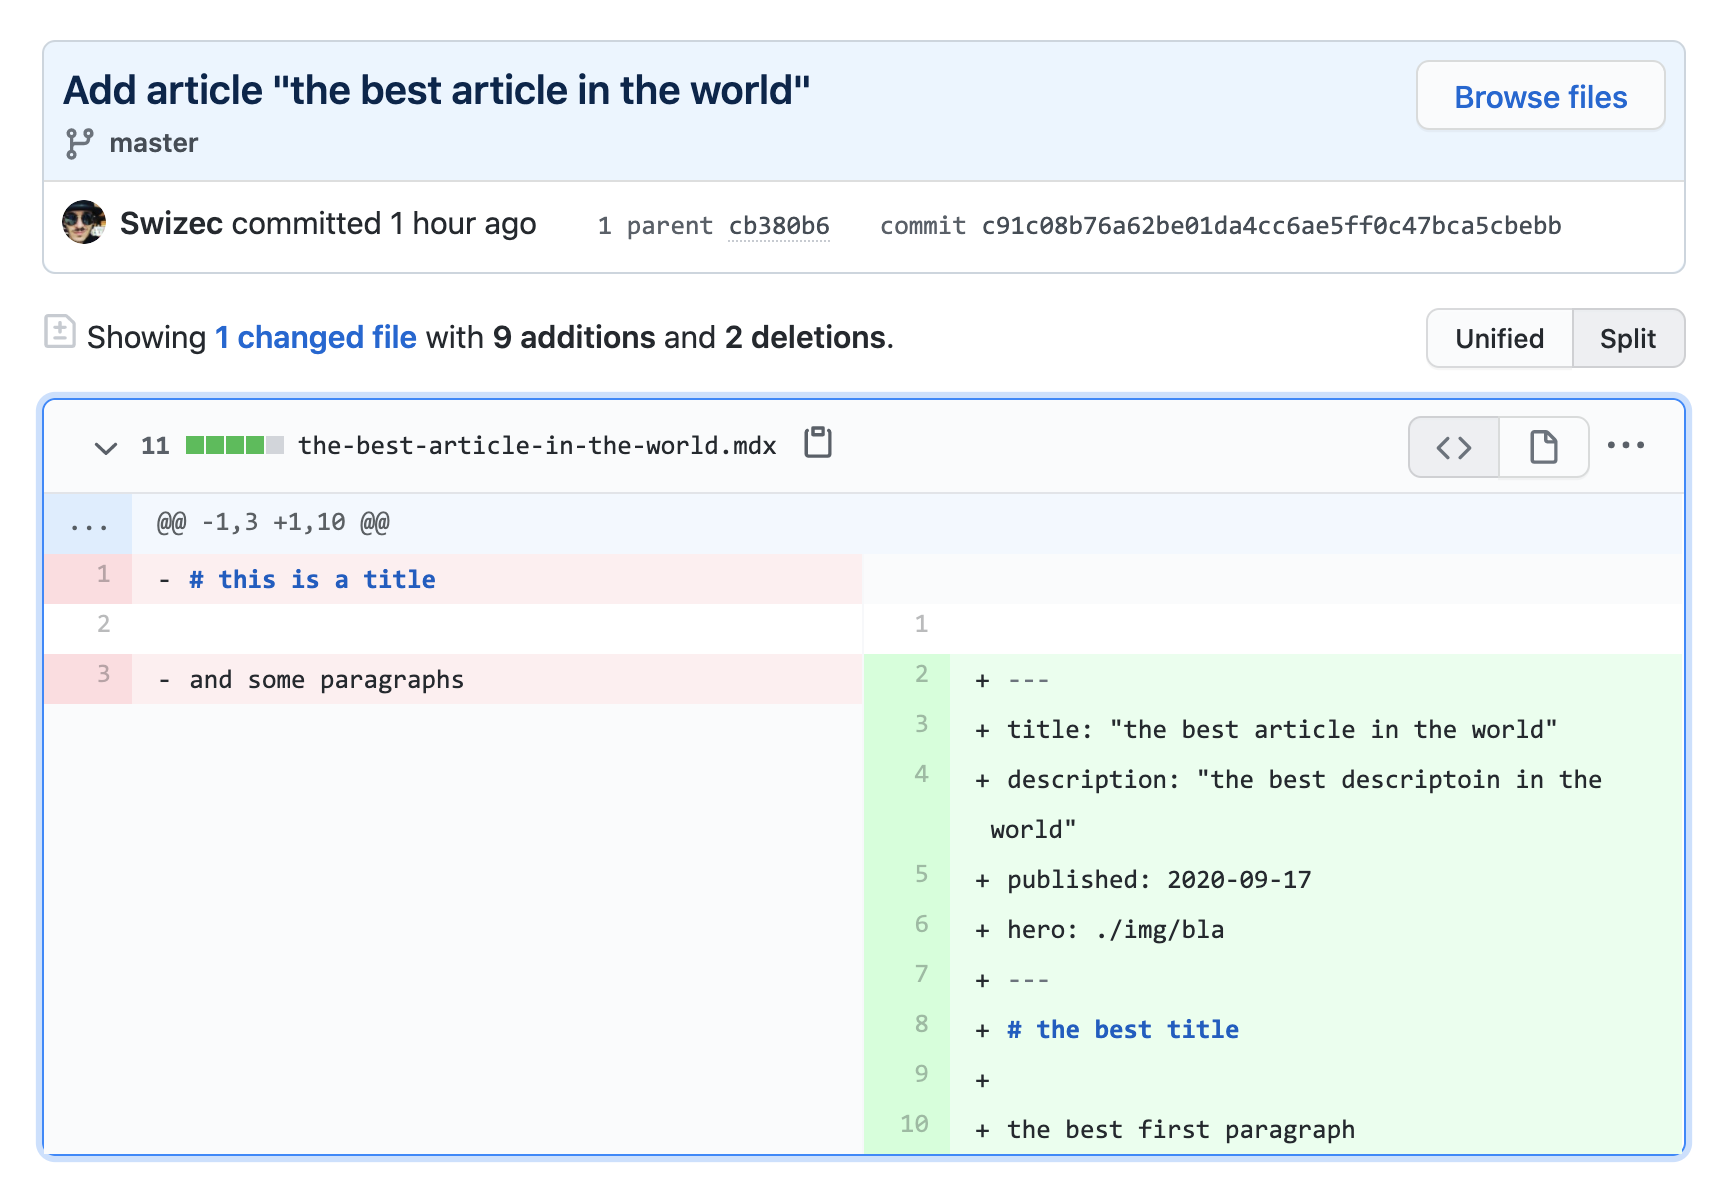 Add article "the best article in the world"
Browse files
master
Swizec committed 1 hour ago 1 parent cb380b6 commit c91c08b76a62be01da4cc6ae5ff0c47bca5cbebb
Showing 1 changed file with 9 additions and 2 deletions.
Unified Split
11 the-best-article-in-the-world.mdx
... @@ -1,3 +1,10 @@
1 - # this is a title
2 1
3 - and some paragraphs 2 + ---
3 + title: "the best article in the world"
4 + description: "the best descriptoin in the
world"
5 + published: 2020-09-17
6 + hero: ./img/bla
7 + ---
8 + # the best title
9 +
10 + the best first paragraph